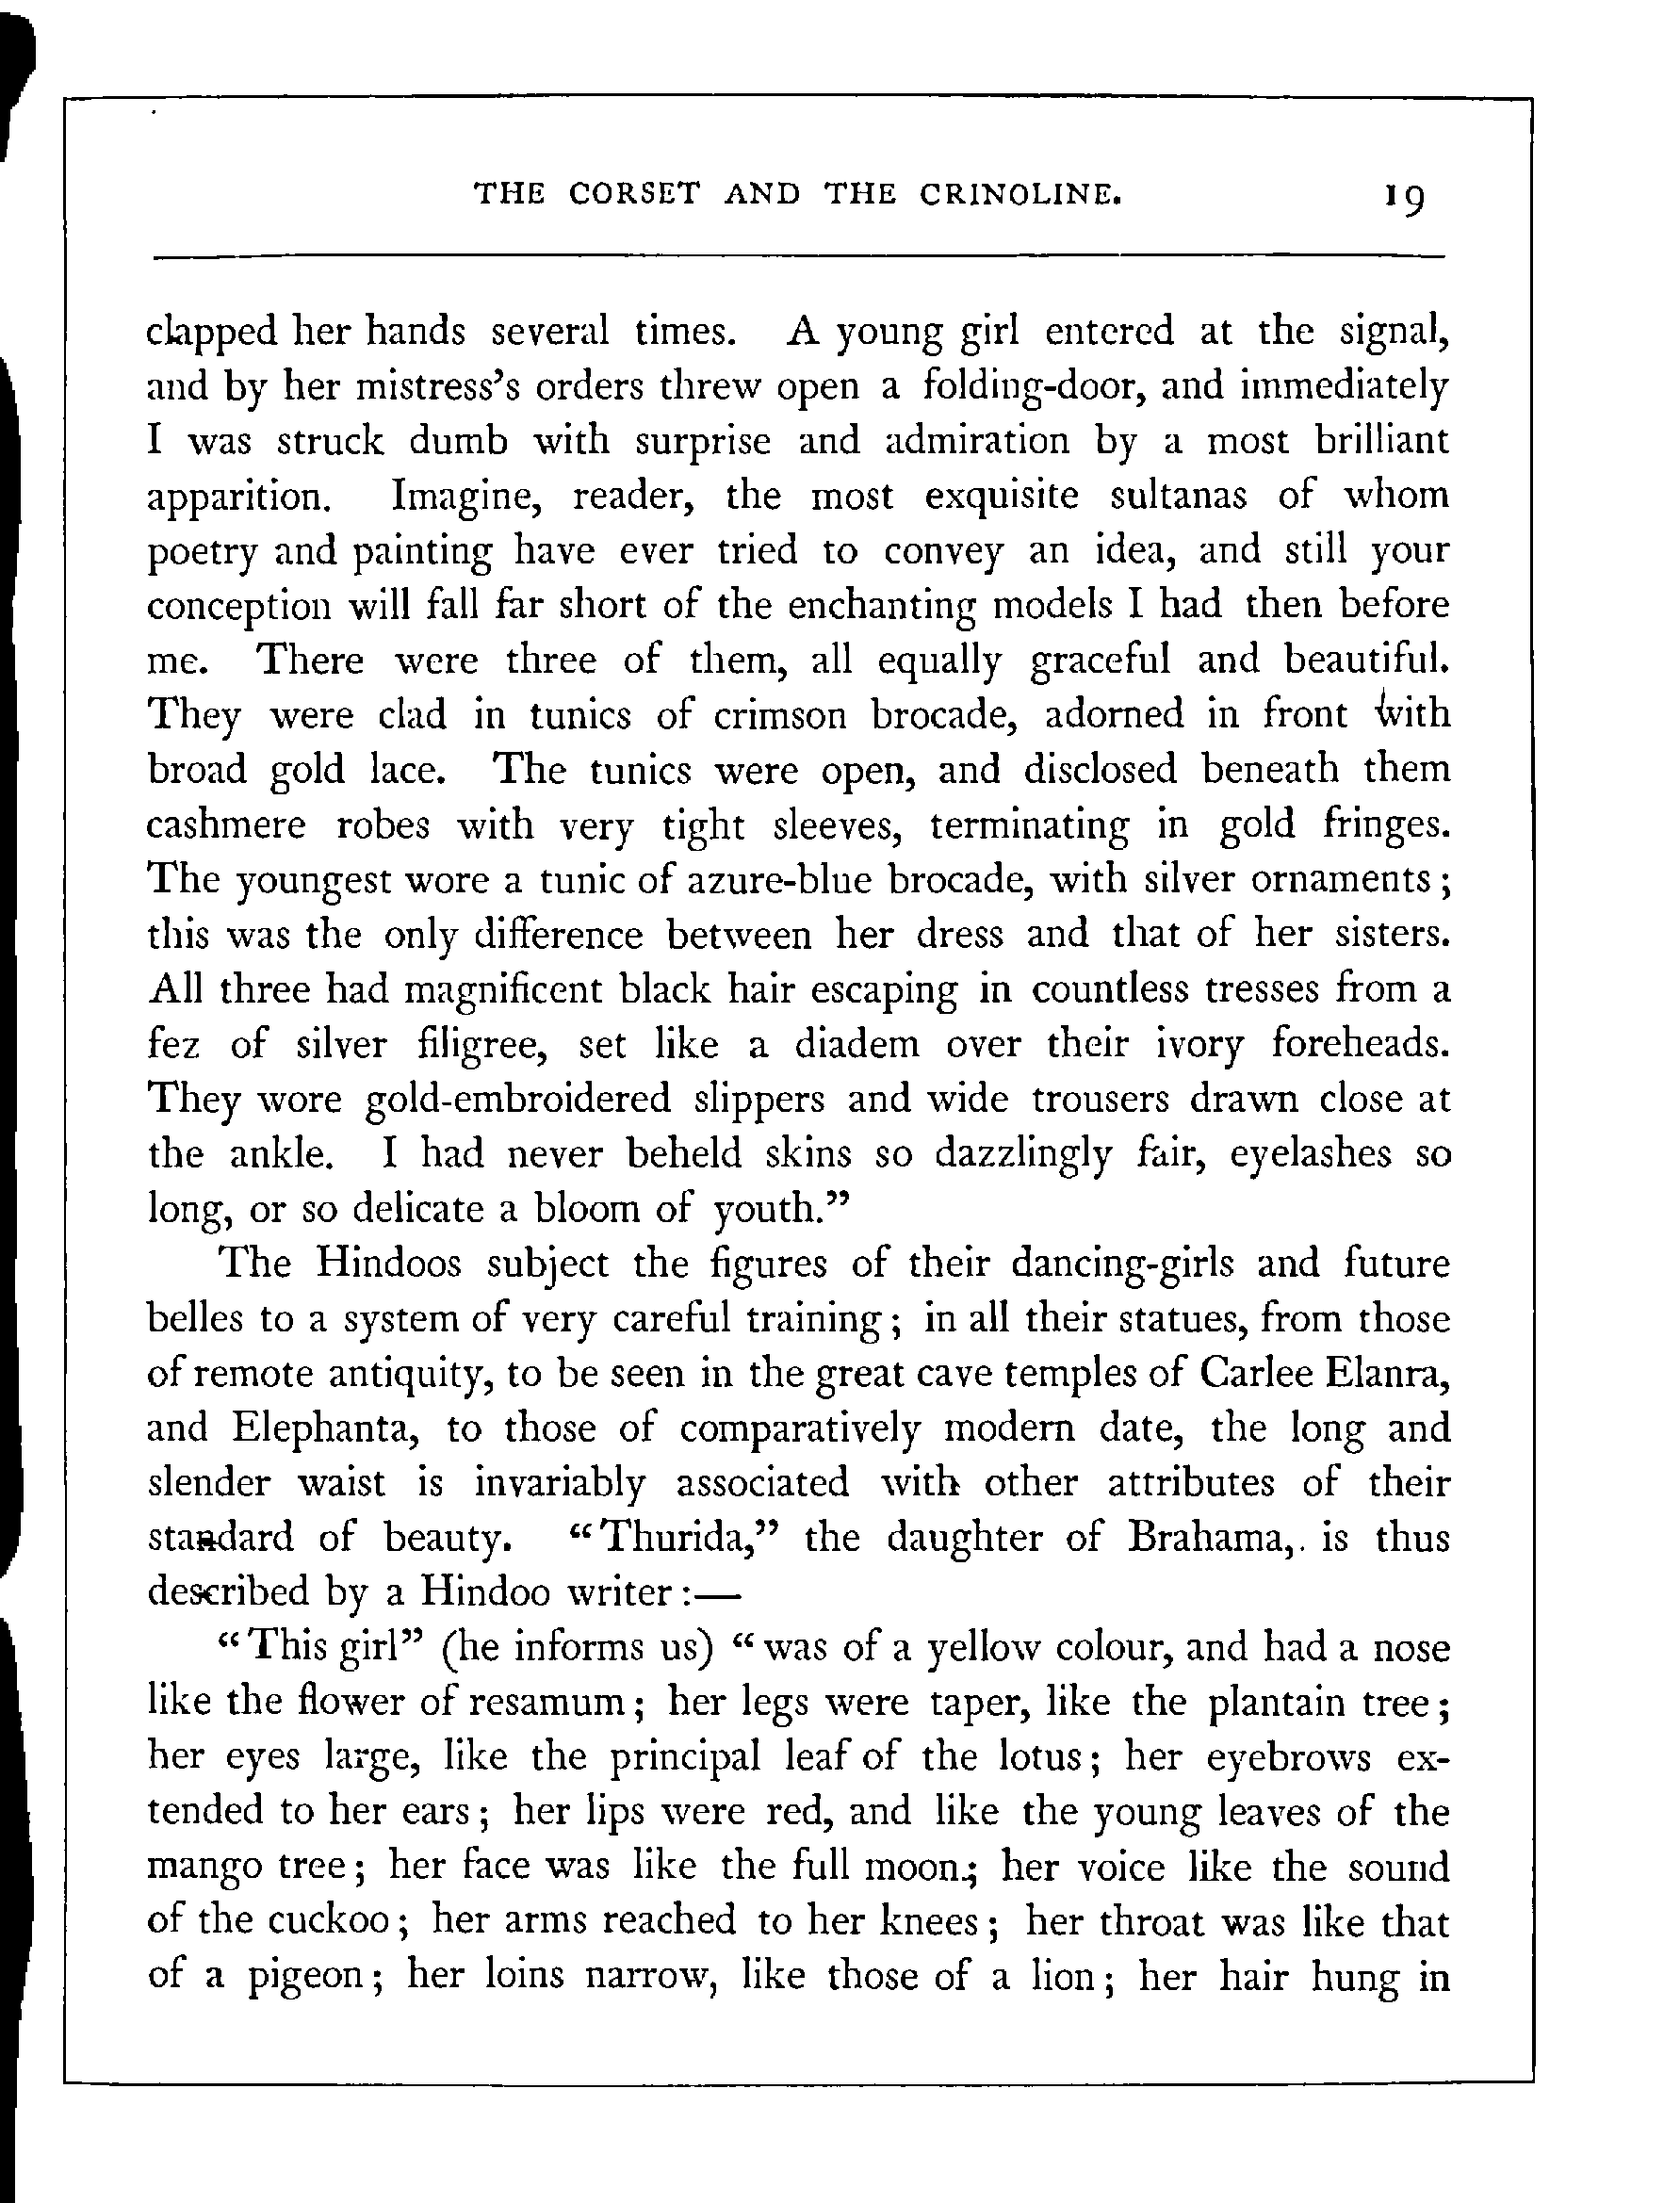 THE CORSET AND THE CRINOLINE. 19
clapped her hands several times. A young girl entered at the signal,
and by her mistress's orders threw open a folding-door, and immediately
I was struck dumb with surprise and admiration by a most brilliant
apparition. Imagine, reader, the most exquisite sultanas of whom
poetry and painting have ever tried to convey an idea, and still your
conception will fall far short of the enchanting models I had then before
me. There were three of them, all equally graceful and beautiful.
They were clad in tunics of crimson brocade, adorned in front with
broad gold lace. The tunics were open, and disclosed beneath them
cashmere robes with very tight sleeves, terminating in gold fringes.
The youngest wore a tunic of azure-blue brocade, with silver ornaments;
this was the only difference between her dress and that of her sisters.
All three had magnificent black hair escaping in countless tresses from a
fez of silver filigree, set like a diadem over their ivory foreheads.
They wore gold-embroidered slippers and wide trousers drawn close at
the ankle. I had never beheld skins so dazzlingly fair, eyelashes so
long, or so delicate a bloom of youth."
The Hindoos subject the figures of their dancing-girls and future
belles to a system of very careful training; in all their statues, from those
of remote antiquity, to be seen in the great cave temples of Carlee Elanra,
and Elephanta, to those of comparatively modern date, the long and
slender waist is invariably associated with other attributes of their
standard of beauty. "Thurida," the daughter of Brahama, is thus
described by a Hindoo writer:—
"This girl" (he informs us) "was of a yellow colour, and had a nose
like the flower of resamum; her legs were taper, like the plantain tree;
her eyes large, like the principal leaf of the lotus; her eyebrows ex-
tended to her ears; her lips were red, and like the young leaves of the
mango tree; her face was like the full moon; her voice like the sound
of the cuckoo; her arms reached to her knees; her throat was like that
of a pigeon; her loins narrow, like those of a lion; her hair hung in